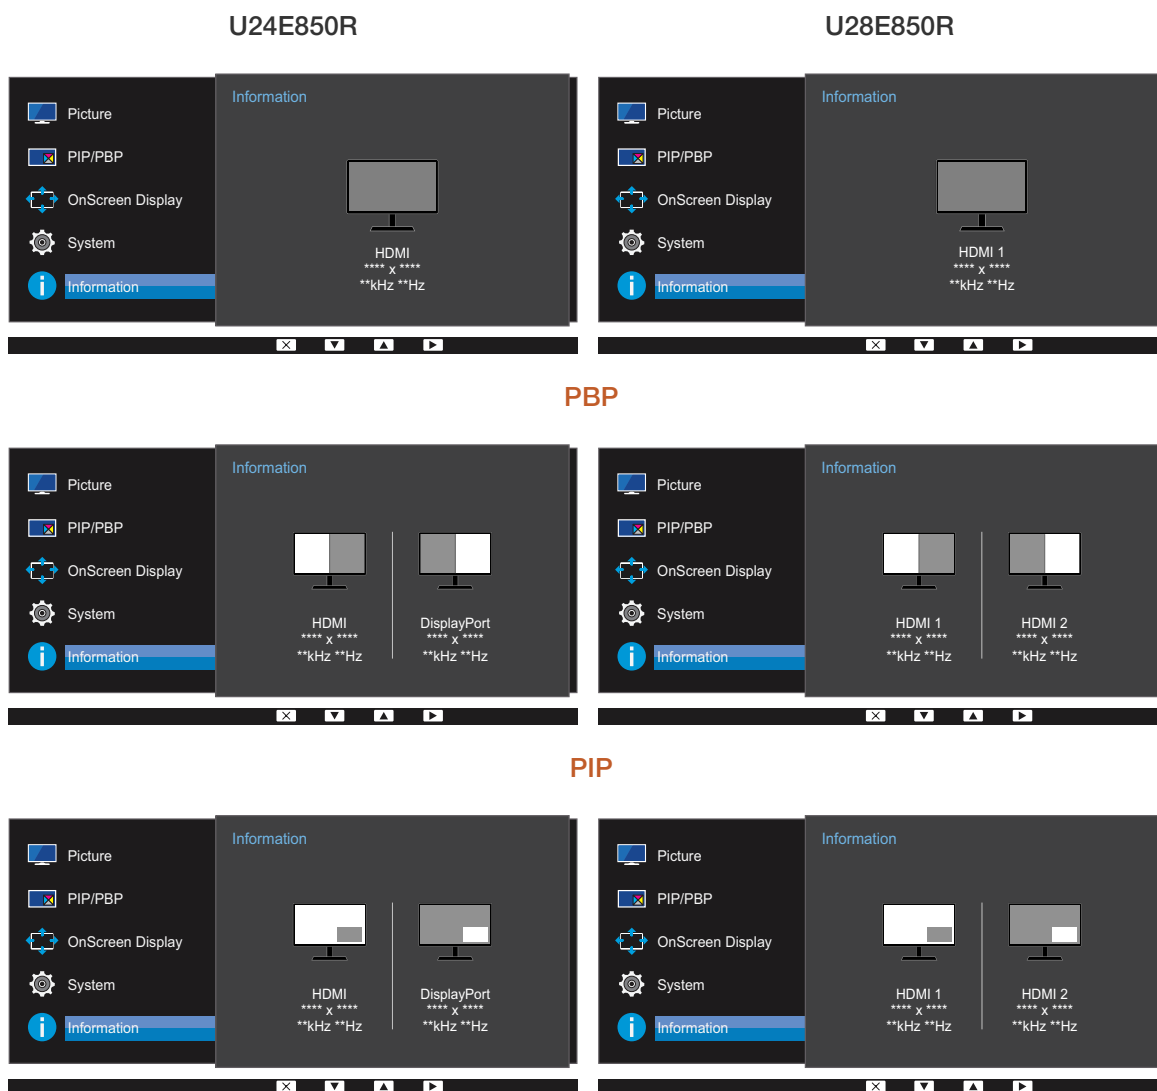 U24E850R
U28E850R
Picture
PIP/PBP
OnScreen Display
System
Information
Information
HDMI
**** x ****
**kHz **Hz
Picture
PIP/PBP
OnScreen Display
System
Information
Information
HDMI 1
**** x ****
**kHz **Hz
PBP
Picture
PIP/PBP
OnScreen Display
System
Information
Information
HDMI
**** x ****
**kHz **Hz
DisplayPort
**** x ****
**kHz **Hz
Picture
PIP/PBP
OnScreen Display
System
Information
Information
HDMI 1
**** x ****
**kHz **Hz
HDMI 2
**** x ****
**kHz **Hz
PIP
Picture
PIP/PBP
OnScreen Display
System
Information
Information
HDMI
**** x ****
**kHz **Hz
DisplayPort
**** x ****
**kHz **Hz
Picture
PIP/PBP
OnScreen Display
System
Information
Information
HDMI 1
**** x ****
**kHz **Hz
HDMI 2
**** x ****
**kHz **Hz